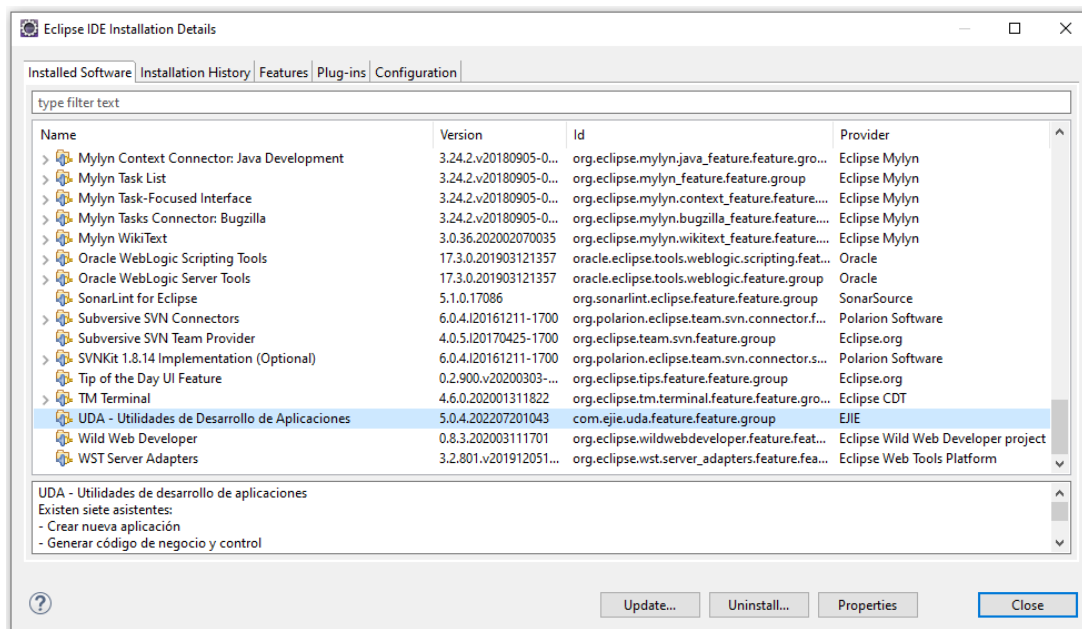 Eclipse IDE Installation Details
Installed Software Installation History Features Plug-ins Configuration
type filter text
Name Version Id Provider
Mylyn Context Connector: Java Development 3.24.2.v20180905-0... org.eclipse.mylyn.java_feature.feature.gro... Eclipse Mylyn
Mylyn Task List 3.24.2.v20180905-0... org.eclipse.mylyn_feature.feature.group Eclipse Mylyn
Mylyn Task-Focused Interface 3.24.2.v20180905-0... org.eclipse.mylyn.context_feature.feature.... Eclipse Mylyn
Mylyn Tasks Connector: Bugzilla 3.24.2.v20180905-0... org.eclipse.mylyn.bugzilla_feature.feature.... Eclipse Mylyn
Mylyn WikiText 3.0.36.202002070035 org.eclipse.mylyn.wikitext_feature.feature.... Eclipse Mylyn
Oracle WebLogic Scripting Tools 17.3.0.201903121357 oracle.eclipse.tools.weblogic.scripting.feat... Oracle
Oracle WebLogic Server Tools 17.3.0.201903121357 oracle.eclipse.tools.weblogic.feature.group Oracle
SonarLint for Eclipse 5.1.0.17086 org.sonarlint.eclipse.feature.feature.group SonarSource
Subversive SVN Connectors 6.0.4.I20161211-1700 org.polarion.eclipse.team.svn.connector.f... Polarion Software
Subversive SVN Team Provider 4.0.5.I20170425-1700 org.eclipse.team.svn.feature.group Eclipse.org
SVNKit 1.8.14 Implementation (Optional) 6.0.4.I20161211-1700 org.polarion.eclipse.team.svn.connector.s... Polarion Software
Tip of the Day UI Feature 0.2.900.v20200303-... org.eclipse.tips.feature.feature.group Eclipse.org
TM Terminal 4.6.0.202001311822 org.eclipse.tm.terminal.feature.feature.gro... Eclipse CDT
UDA - Utilidades de Desarrollo de Aplicaciones 5.0.4.202207201043 com.ejie.uda.feature.feature.group EJIE
Wild Web Developer 0.8.3.202003111701 org.eclipse.wildwebdeveloper.feature.feat... Eclipse Wild Web Developer project
WST Server Adapters 3.2.801.v201912051... org.eclipse.wst.server_adapters.feature.fea... Eclipse Web Tools Platform
UDA - Utilidades de desarrollo de aplicaciones
Existen siete asistentes:
- Crear nueva aplicación
- Generar código de negocio y control
? Update... Uninstall... Properties Close